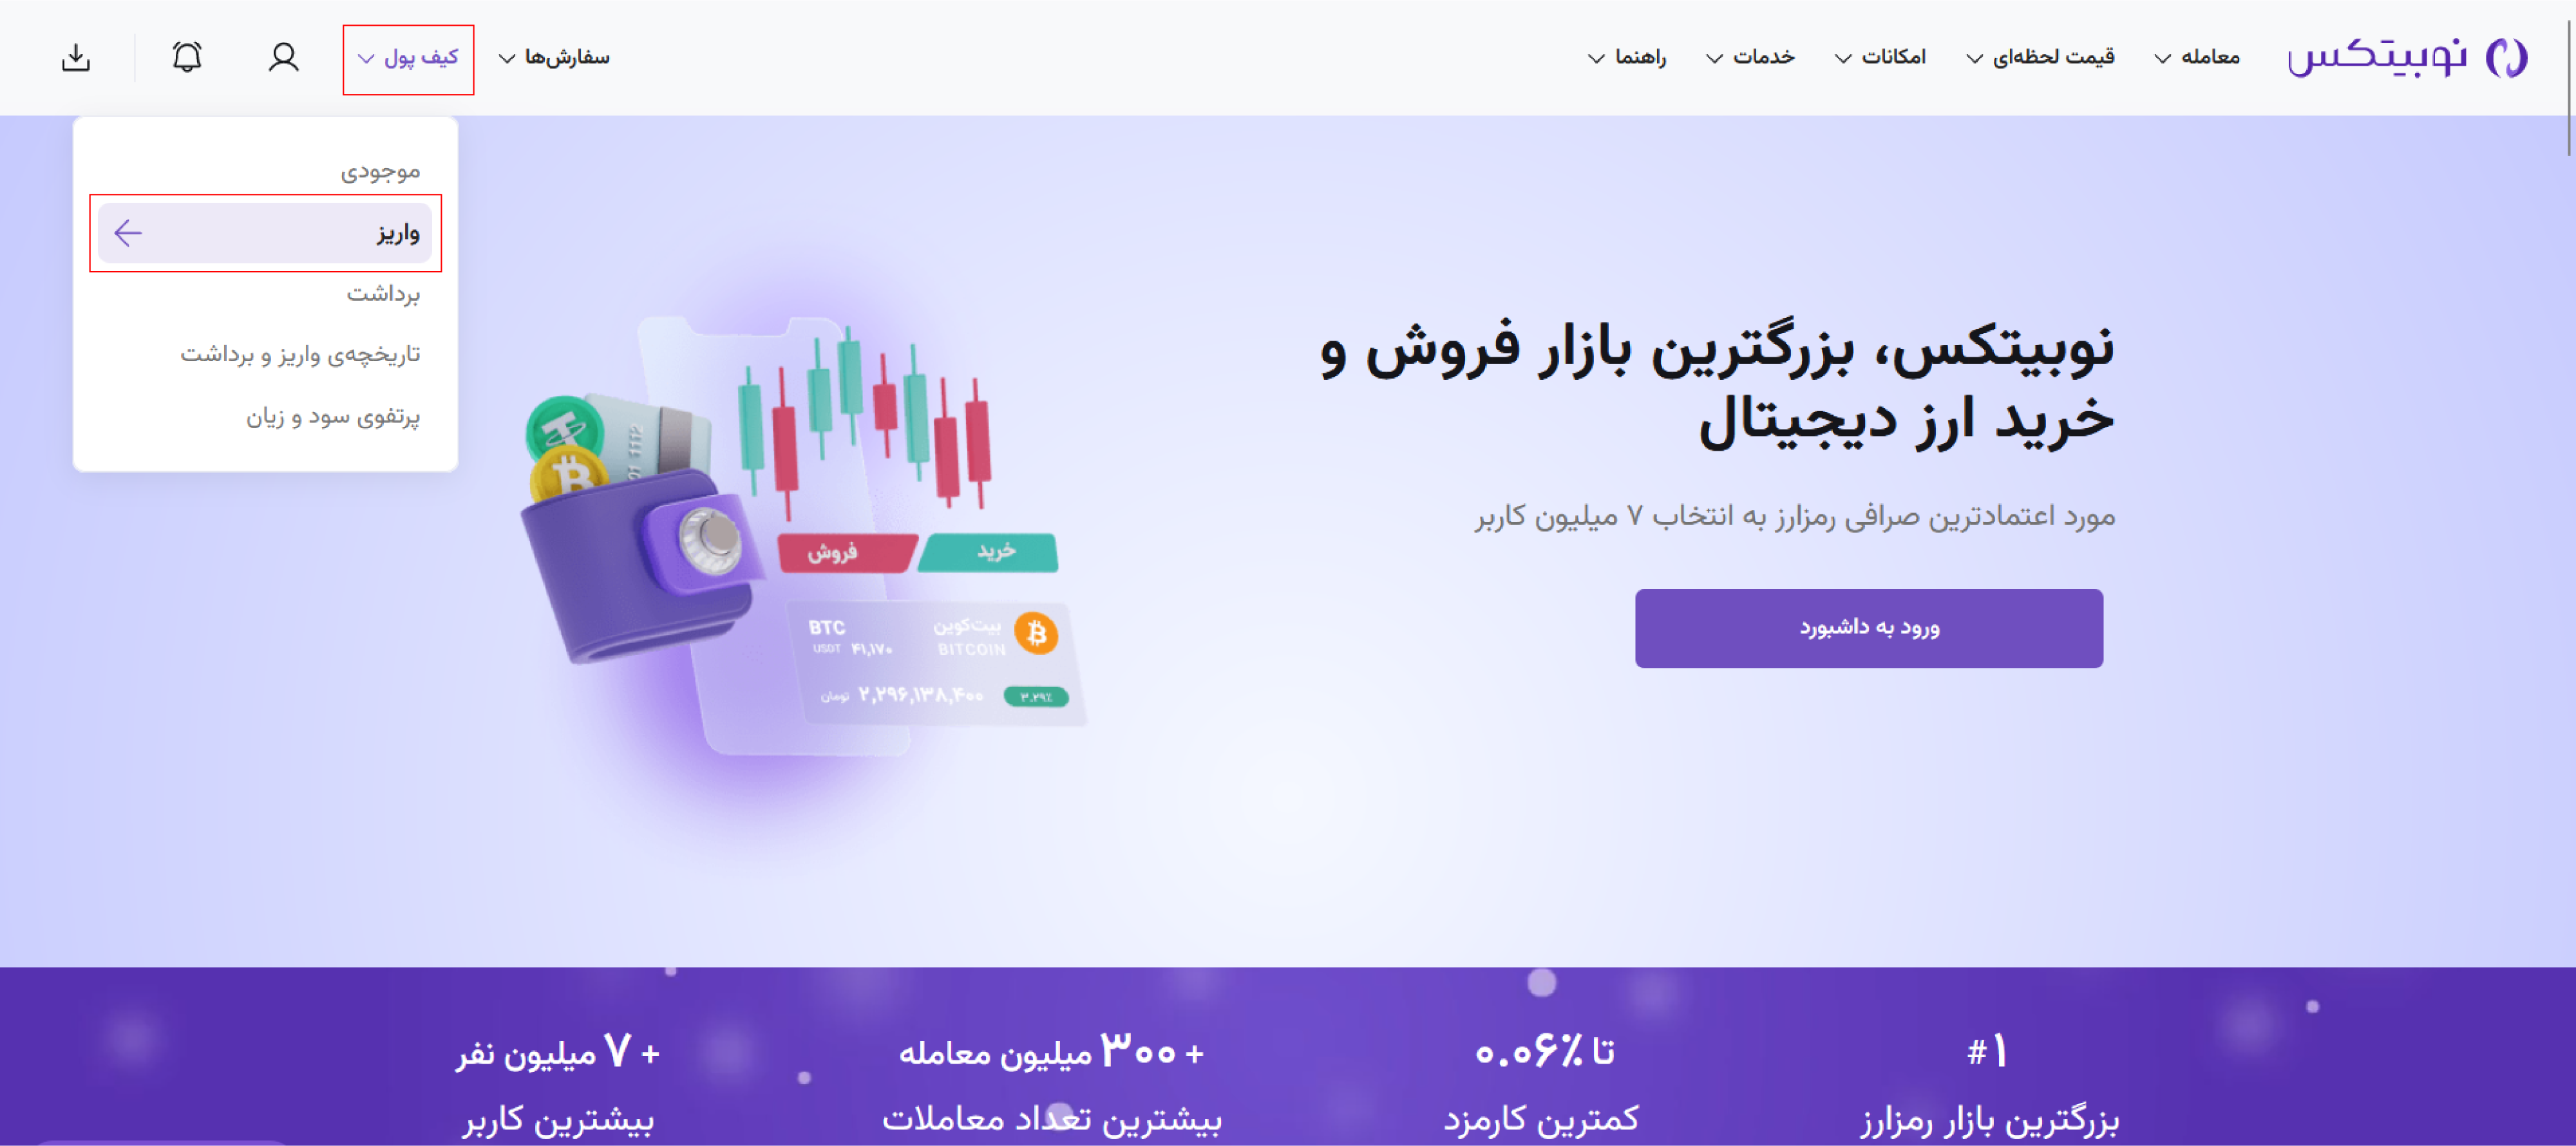 نوبیتکس
معامله
قیمت لحظه‌ای
امکانات
خدمات
راهنما
سفارش‌ها
کیف پول
موجودی
واریز
برداشت
تاریخچه‌ی واریز و برداشت
پرتفوی سود و زیان
نوبیتکس، بزرگترین بازار فروش و
خرید ارز دیجیتال
مورد اعتمادترین صرافی رمزارز به انتخاب ۷ میلیون کاربر
ورود به داشبورد
خرید
فروش
بیت‌کوین BTC
BITCOIN ۴۱,۱۷۰ USDT
۳.۲۹٪ ۲,۲۹۶,۱۳۸,۴۰۰ تومان
#۱
بزرگترین بازار رمزارز
تا ۰.۰۶٪
کمترین کارمزد
+ ۳۰۰ میلیون معامله
بیشترین تعداد معاملات
+ ۷ میلیون نفر
بیشترین کاربر